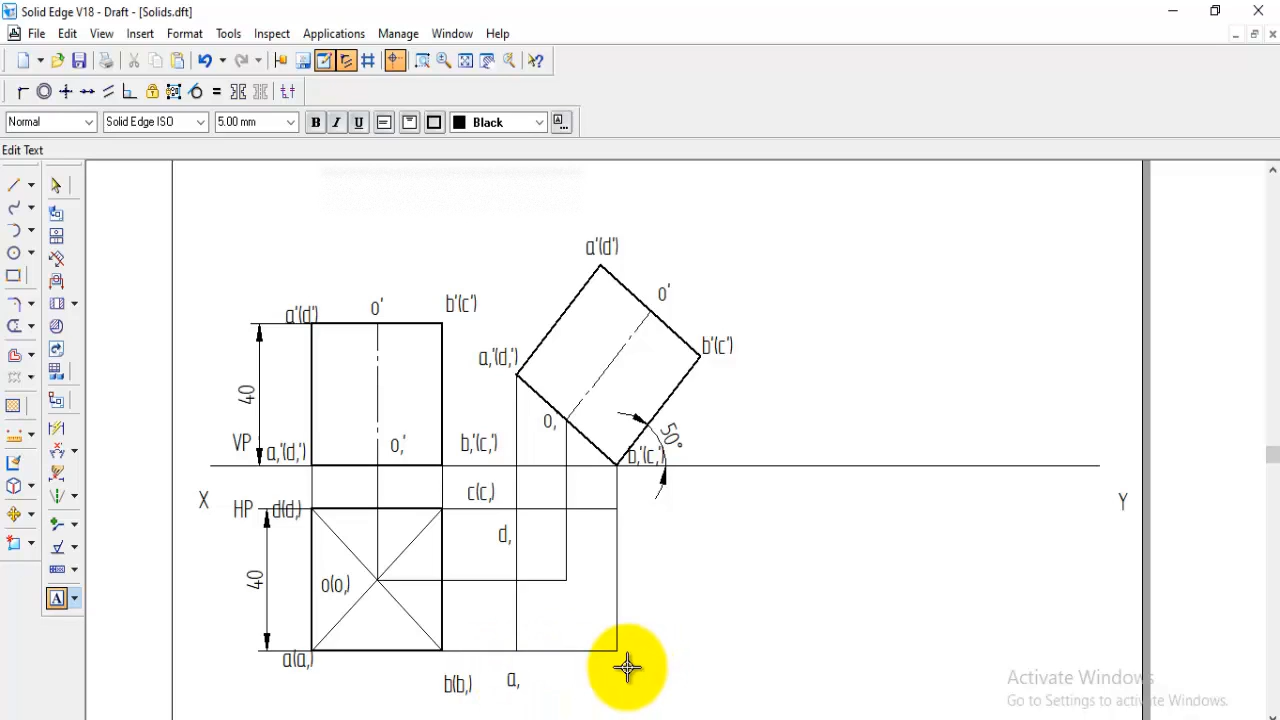 Solid Edge V18 - Draft - [Solids.dft]
File Edit View Insert Format Tools Inspect Applications Manage Window Help
Normal Solid Edge ISO 5.00 mm B I U Black A
Edit Text
a'(d')
o'
o' b'(c')
a'(d')
b'(c')
a,'(d,')
40
o,
50°
VP o,' b,'(c,')
a,'(d,') b,'(c,')
c(c,)
X HP d(d,) Y
d,
40 o(o,)
a(a,)
b(b,) a,
A
Activate Windows
Go to Settings to activate Windows.